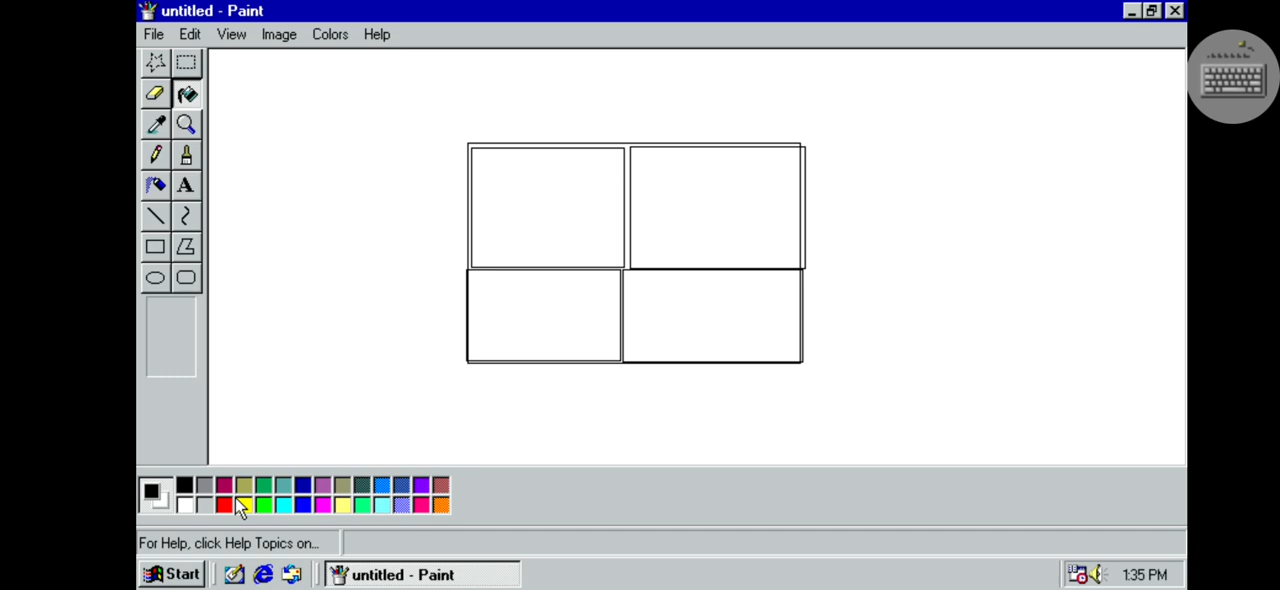 untitled - Paint
File Edit View Image Colors Help
A
For Help, click Help Topics on...
Start untitled - Paint 1:35 PM